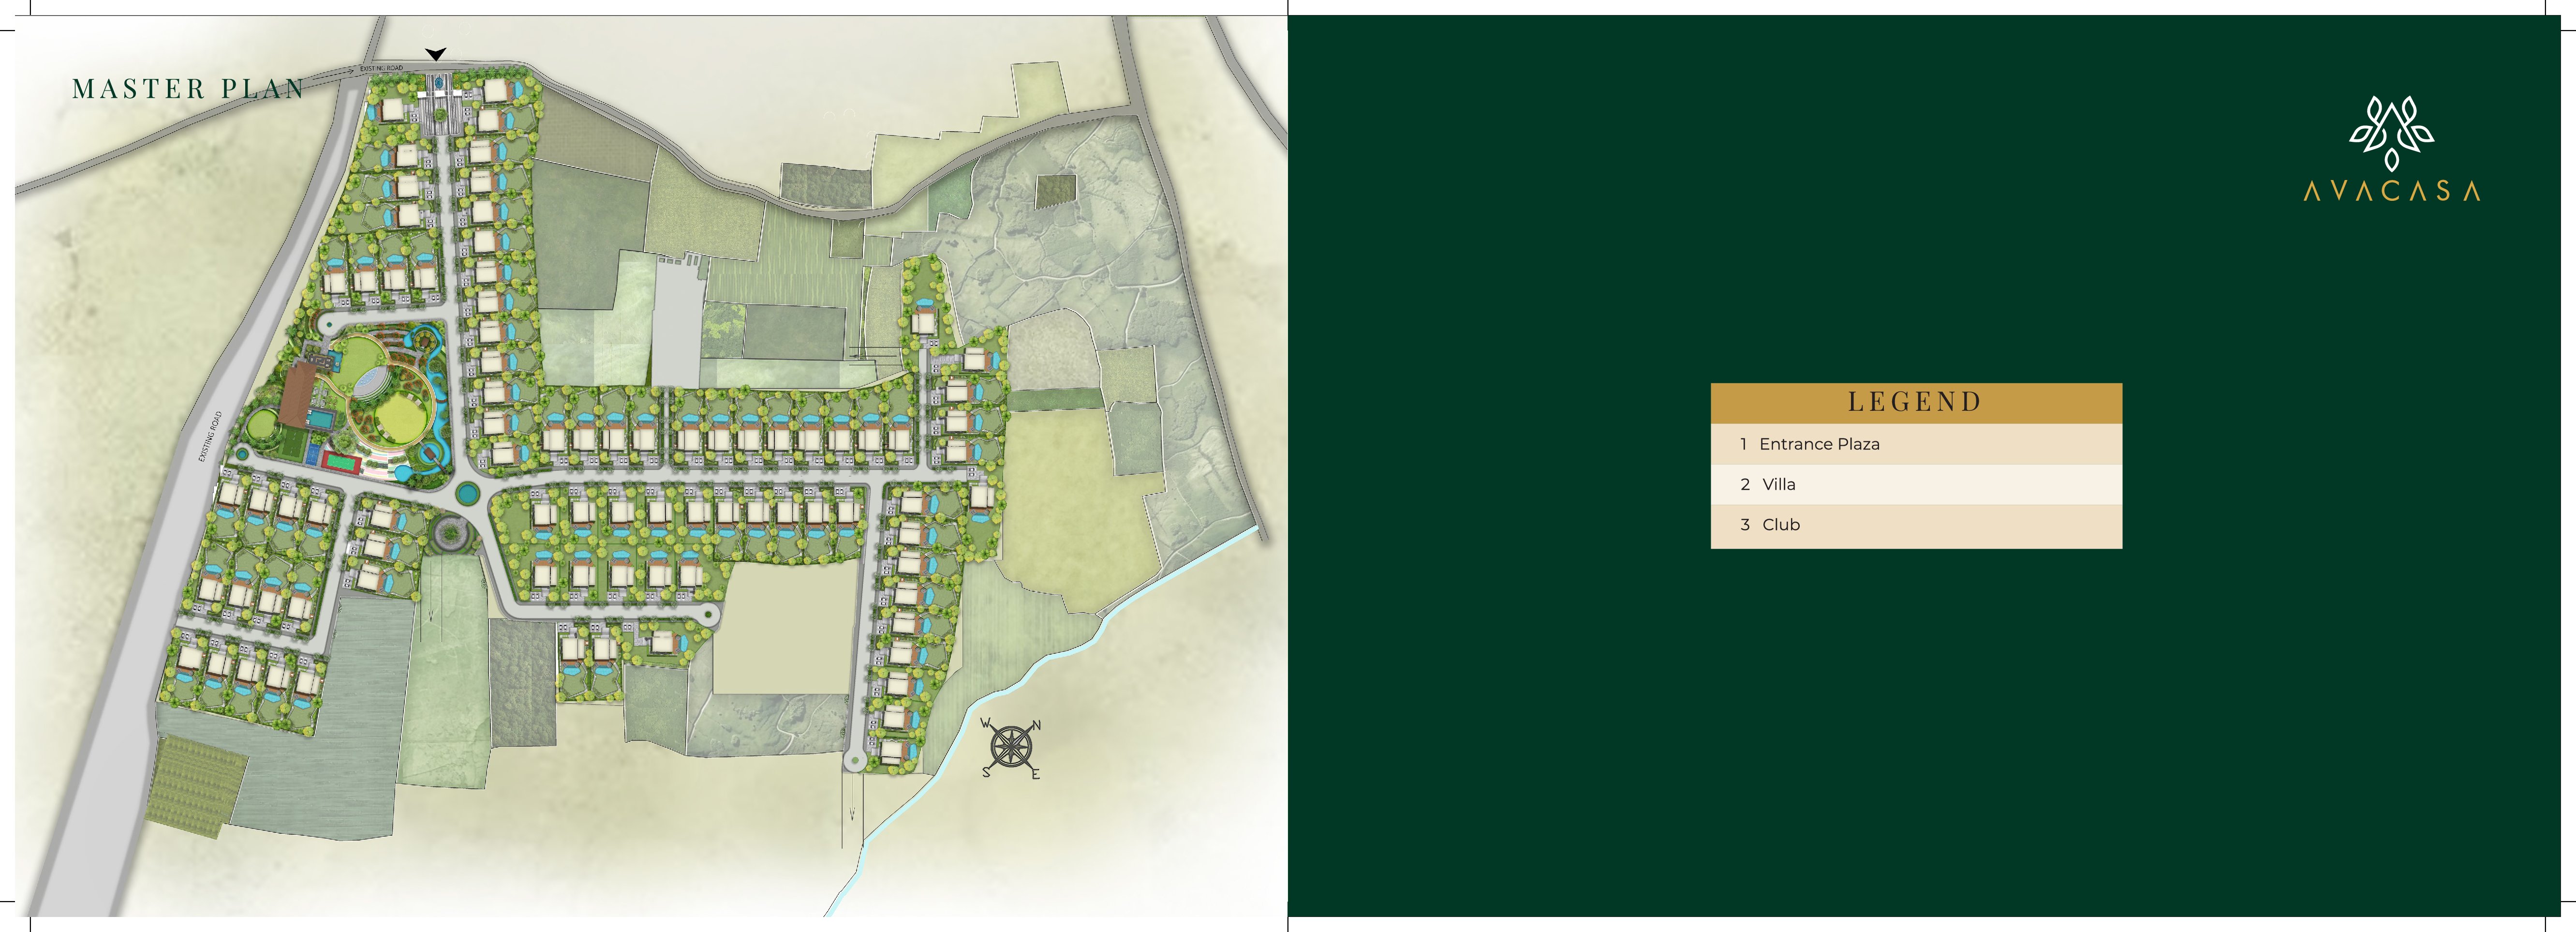 MASTER PLAN
EXISTING ROAD
EXISTING ROAD
W N
S E
AVACASA
LEGEND
1 Entrance Plaza
2 Villa
3 Club